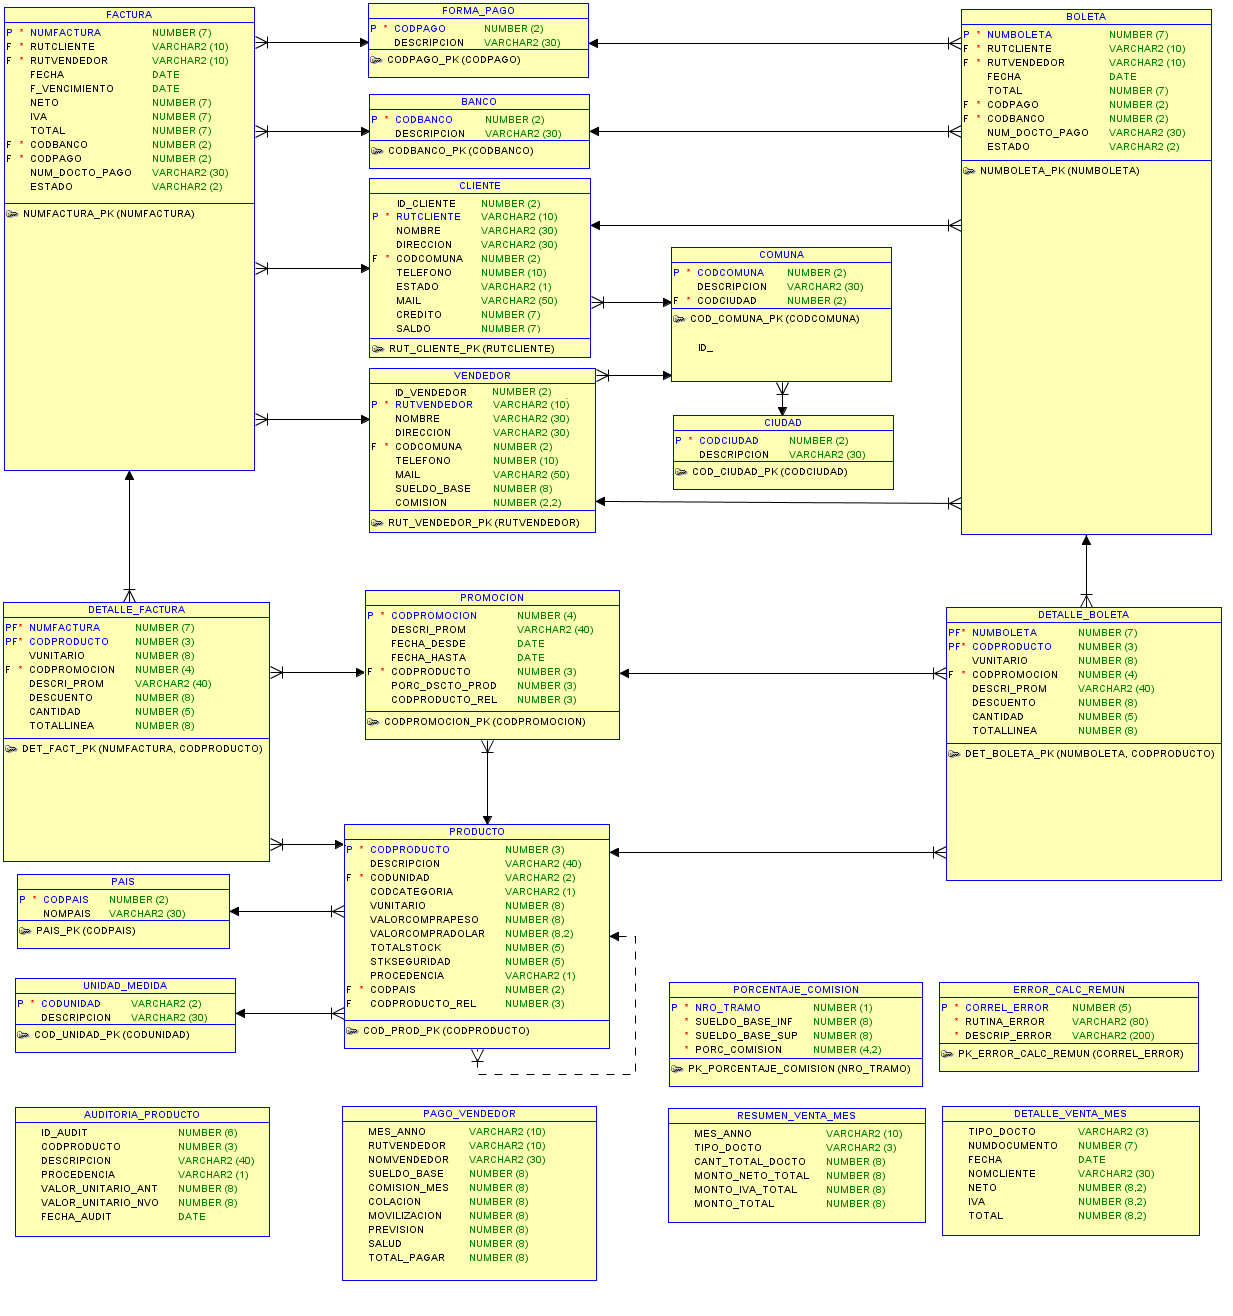 FACTURA
P * NUMFACTURA NUMBER (7)
F * RUTCLIENTE VARCHAR2 (10)
F * RUTVENDEDOR VARCHAR2 (10)
FECHA DATE
F_VENCIMIENTO DATE
NETO NUMBER (7)
IVA NUMBER (7)
TOTAL NUMBER (7)
F * CODBANCO NUMBER (2)
F * CODPAGO NUMBER (2)
NUM_DOCTO_PAGO VARCHAR2 (30)
ESTADO VARCHAR2 (2)
NUMFACTURA_PK (NUMFACTURA)
FORMA_PAGO
P * CODPAGO NUMBER (2)
DESCRIPCION VARCHAR2 (30)
CODPAGO_PK (CODPAGO)
BANCO
P * CODBANCO NUMBER (2)
DESCRIPCION VARCHAR2 (30)
CODBANCO_PK (CODBANCO)
CLIENTE
ID_CLIENTE NUMBER (2)
P * RUTCLIENTE VARCHAR2 (10)
NOMBRE VARCHAR2 (30)
DIRECCION VARCHAR2 (30)
F * CODCOMUNA NUMBER (2)
TELEFONO NUMBER (10)
ESTADO VARCHAR2 (1)
MAIL VARCHAR2 (50)
CREDITO NUMBER (7)
SALDO NUMBER (7)
RUT_CLIENTE_PK (RUTCLIENTE)
VENDEDOR
ID_VENDEDOR NUMBER (2)
P * RUTVENDEDOR VARCHAR2 (10)
NOMBRE VARCHAR2 (30)
DIRECCION VARCHAR2 (30)
F * CODCOMUNA NUMBER (2)
TELEFONO NUMBER (10)
MAIL VARCHAR2 (50)
SUELDO_BASE NUMBER (8)
COMISION NUMBER (2,2)
RUT_VENDEDOR_PK (RUTVENDEDOR)
COMUNA
P * CODCOMUNA NUMBER (2)
DESCRIPCION VARCHAR2 (30)
F * CODCIUDAD NUMBER (2)
COD_COMUNA_PK (CODCOMUNA)
ID_
CIUDAD
P * CODCIUDAD NUMBER (2)
DESCRIPCION VARCHAR2 (30)
COD_CIUDAD_PK (CODCIUDAD)
BOLETA
P * NUMBOLETA NUMBER (7)
F * RUTCLIENTE VARCHAR2 (10)
F * RUTVENDEDOR VARCHAR2 (10)
FECHA DATE
TOTAL NUMBER (7)
F * CODPAGO NUMBER (2)
F * CODBANCO NUMBER (2)
NUM_DOCTO_PAGO VARCHAR2 (30)
ESTADO VARCHAR2 (2)
NUMBOLETA_PK (NUMBOLETA)
DETALLE_FACTURA
PF* NUMFACTURA NUMBER (7)
PF* CODPRODUCTO NUMBER (3)
VUNITARIO NUMBER (8)
F * CODPROMOCION NUMBER (4)
DESCRI_PROM VARCHAR2 (40)
DESCUENTO NUMBER (8)
CANTIDAD NUMBER (5)
TOTALLINEA NUMBER (8)
DET_FACT_PK (NUMFACTURA, CODPRODUCTO)
PROMOCION
P * CODPROMOCION NUMBER (4)
DESCRI_PROM VARCHAR2 (40)
FECHA_DESDE DATE
FECHA_HASTA DATE
F * CODPRODUCTO NUMBER (3)
PORC_DSCTO_PROD NUMBER (3)
CODPRODUCTO_REL NUMBER (3)
CODPROMOCION_PK (CODPROMOCION)
DETALLE_BOLETA
PF* NUMBOLETA NUMBER (7)
PF* CODPRODUCTO NUMBER (3)
VUNITARIO NUMBER (8)
F * CODPROMOCION NUMBER (4)
DESCRI_PROM VARCHAR2 (40)
DESCUENTO NUMBER (8)
CANTIDAD NUMBER (5)
TOTALLINEA NUMBER (8)
DET_BOLETA_PK (NUMBOLETA, CODPRODUCTO)
PRODUCTO
P * CODPRODUCTO NUMBER (3)
DESCRIPCION VARCHAR2 (40)
F * CODUNIDAD VARCHAR2 (2)
CODCATEGORIA VARCHAR2 (1)
VUNITARIO NUMBER (8)
VALORCOMPRAPESO NUMBER (8)
VALORCOMPRADOLAR NUMBER (8,2)
TOTALSTOCK NUMBER (5)
STKSEGURIDAD NUMBER (5)
PROCEDENCIA VARCHAR2 (1)
F * CODPAIS NUMBER (2)
F CODPRODUCTO_REL NUMBER (3)
COD_PROD_PK (CODPRODUCTO)
PAIS
P * CODPAIS NUMBER (2)
NOMPAIS VARCHAR2 (30)
PAIS_PK (CODPAIS)
UNIDAD_MEDIDA
P * CODUNIDAD VARCHAR2 (2)
DESCRIPCION VARCHAR2 (30)
COD_UNIDAD_PK (CODUNIDAD)
PORCENTAJE_COMISION
P * NRO_TRAMO NUMBER (1)
* SUELDO_BASE_INF NUMBER (8)
* SUELDO_BASE_SUP NUMBER (8)
* PORC_COMISION NUMBER (4,2)
PK_PORCENTAJE_COMISION (NRO_TRAMO)
ERROR_CALC_REMUN
P * CORREL_ERROR NUMBER (5)
* RUTINA_ERROR VARCHAR2 (80)
* DESCRIP_ERROR VARCHAR2 (200)
PK_ERROR_CALC_REMUN (CORREL_ERROR)
AUDITORIA_PRODUCTO
ID_AUDIT NUMBER (6)
CODPRODUCTO NUMBER (3)
DESCRIPCION VARCHAR2 (40)
PROCEDENCIA VARCHAR2 (1)
VALOR_UNITARIO_ANT NUMBER (8)
VALOR_UNITARIO_NVO NUMBER (8)
FECHA_AUDIT DATE
PAGO_VENDEDOR
MES_ANNO VARCHAR2 (10)
RUTVENDEDOR VARCHAR2 (10)
NOMVENDEDOR VARCHAR2 (30)
SUELDO_BASE NUMBER (8)
COMISION_MES NUMBER (8)
COLACION NUMBER (8)
MOVILIZACION NUMBER (8)
PREVISION NUMBER (8)
SALUD NUMBER (8)
TOTAL_PAGAR NUMBER (8)
RESUMEN_VENTA_MES
MES_ANNO VARCHAR2 (10)
TIPO_DOCTO VARCHAR2 (3)
CANT_TOTAL_DOCTO NUMBER (8)
MONTO_NETO_TOTAL NUMBER (8)
MONTO_IVA_TOTAL NUMBER (8)
MONTO_TOTAL NUMBER (8)
DETALLE_VENTA_MES
TIPO_DOCTO VARCHAR2 (3)
NUMDOCUMENTO NUMBER (7)
FECHA DATE
NOMCLIENTE VARCHAR2 (30)
NETO NUMBER (8,2)
IVA NUMBER (8,2)
TOTAL NUMBER (8,2)